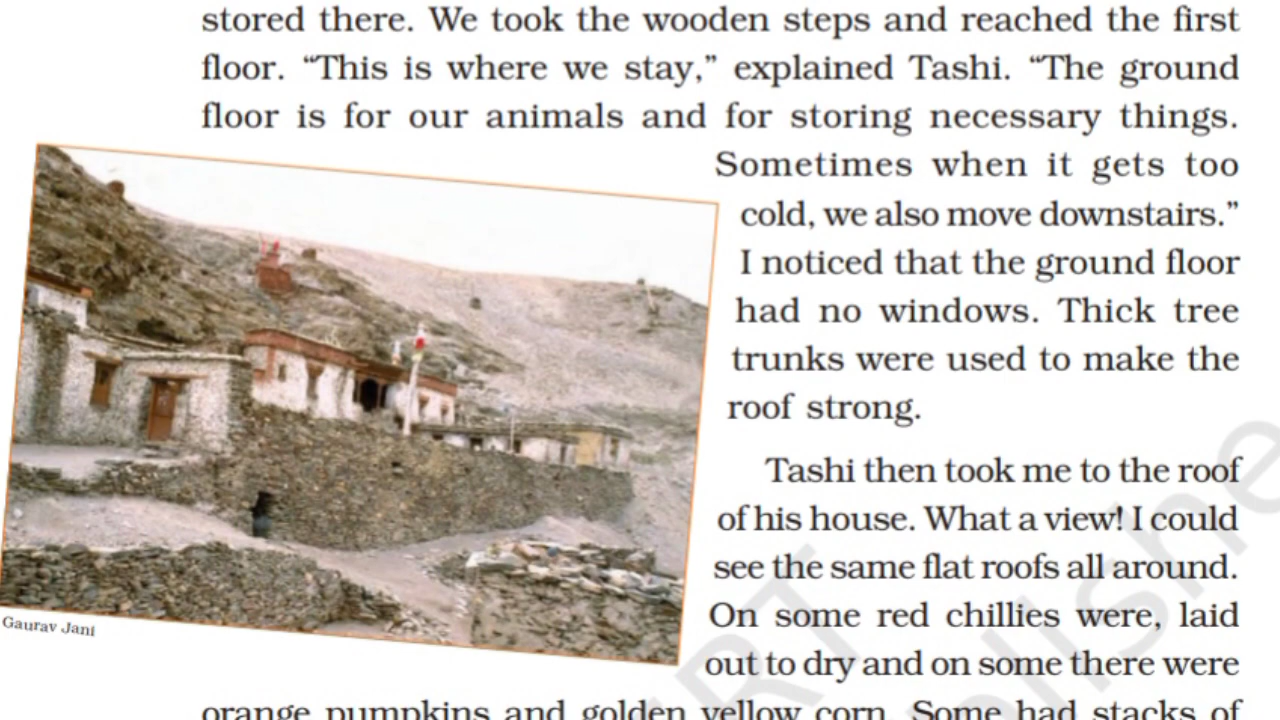 stored there. We took the wooden steps and reached the first
floor. “This is where we stay,” explained Tashi. “The ground
floor is for our animals and for storing necessary things.
Sometimes when it gets too
cold, we also move downstairs.”
I noticed that the ground floor
had no windows. Thick tree
trunks were used to make the
roof strong.
Tashi then took me to the roof
of his house. What a view! I could
see the same flat roofs all around.
On some red chillies were, laid
out to dry and on some there were
orange pumpkins and golden yellow corn. Some had stacks of
Gaurav Jani